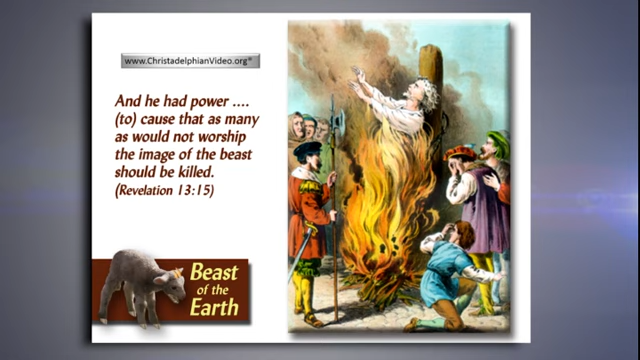 www.ChristadelphianVideo.org®
And he had power ....
(to) cause that as many
as would not worship
the image of the beast
should be killed.
(Revelation 13:15)
Beast
of the
Earth